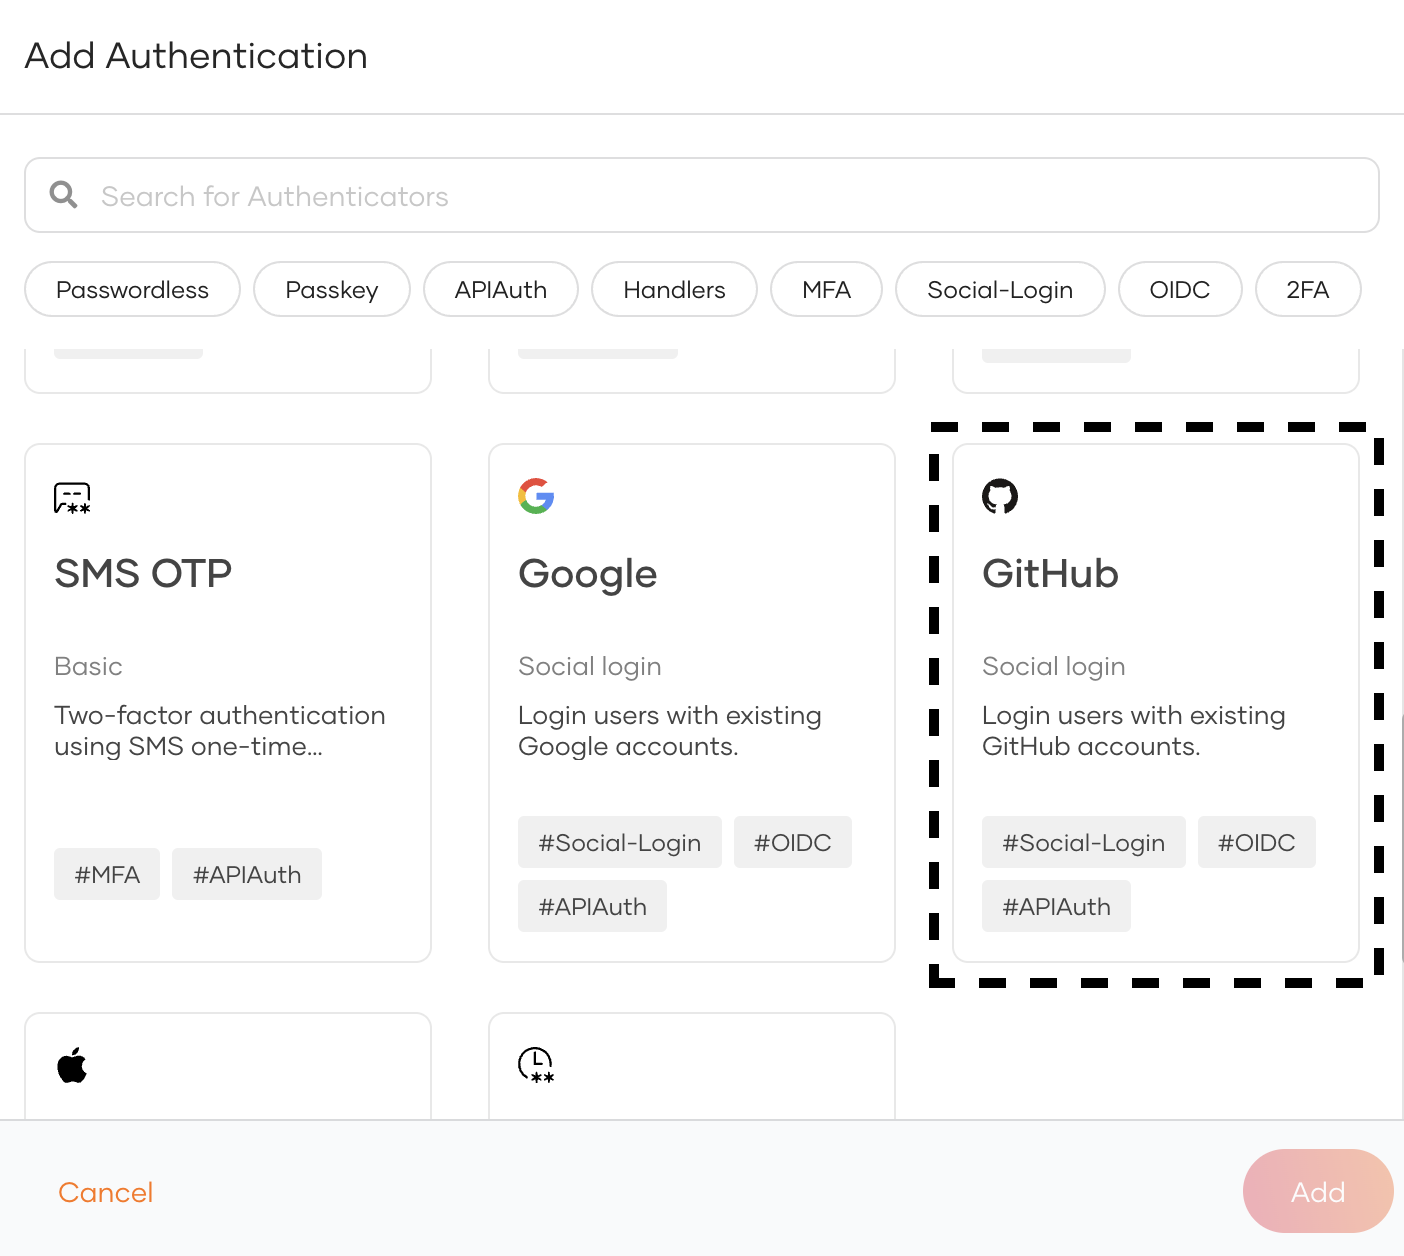 Add Authentication
Search for Authenticators
Passwordless Passkey APIAuth Handlers MFA Social-Login OIDC 2FA
SMS OTP
Basic
Two-factor authentication
using SMS one-time...
#MFA #APIAuth
Google
Social login
Login users with existing
Google accounts.
#Social-Login #OIDC
#APIAuth
GitHub
Social login
Login users with existing
GitHub accounts.
#Social-Login #OIDC
#APIAuth
Cancel
Add